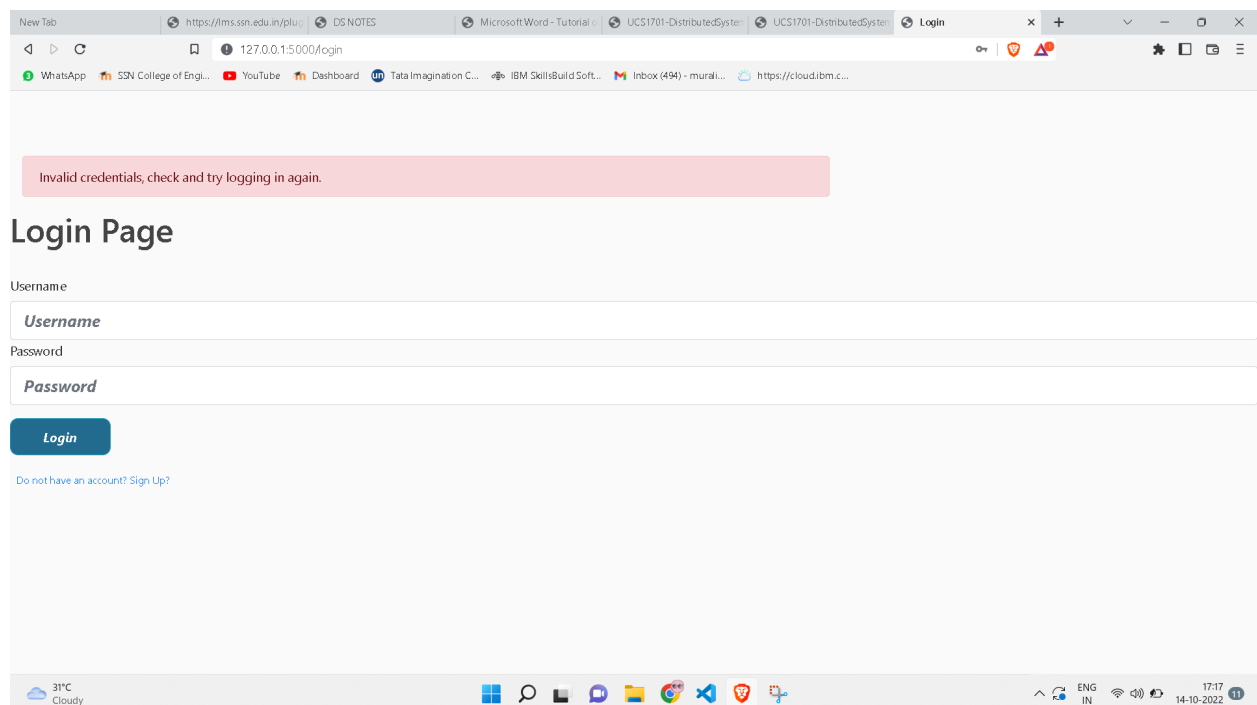 New Tab
https://lms.ssn.edu.in/plug
DS NOTES
Microsoft Word - Tutorial o
UCS1701-DistributedSystem
UCS1701-DistributedSystem
Login
127.0.0.1:5000/login
WhatsApp
SSN College of Engi...
YouTube
Dashboard
un
Tata Imagination C...
IBM SkillsBuild Soft...
Inbox (494) - murali...
https://cloud.ibm.c...
Invalid credentials, check and try logging in again.
Login Page
Username
Username
Password
Password
Login
Do not have an account? Sign Up?
31°C
Cloudy
ENG
IN
17:17
14-10-2022
11